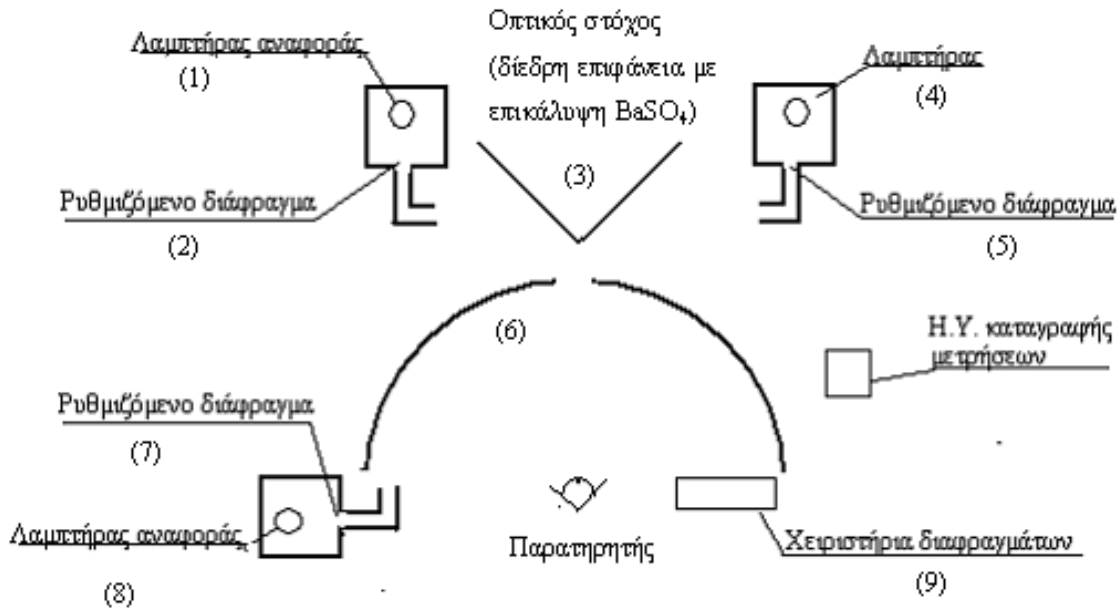 Λαμπτήρας αναφοράς
(1)
Οπτικός στόχος
(δίεδρη επιφάνεια με
επικάλυψη BaSO₄)
(3)
Λαμπτήρας
(4)
Ρυθμιζόμενο διάφραγμα
(2)
Ρυθμιζόμενο διάφραγμα
(5)
(6)
Η.Υ. καταγραφής
μετρήσεων
Ρυθμιζόμενο διάφραγμα
(7)
Λαμπτήρας αναφοράς
(8)
Παρατηρητής
Χειριστήρια διαφραγμάτων
(9)